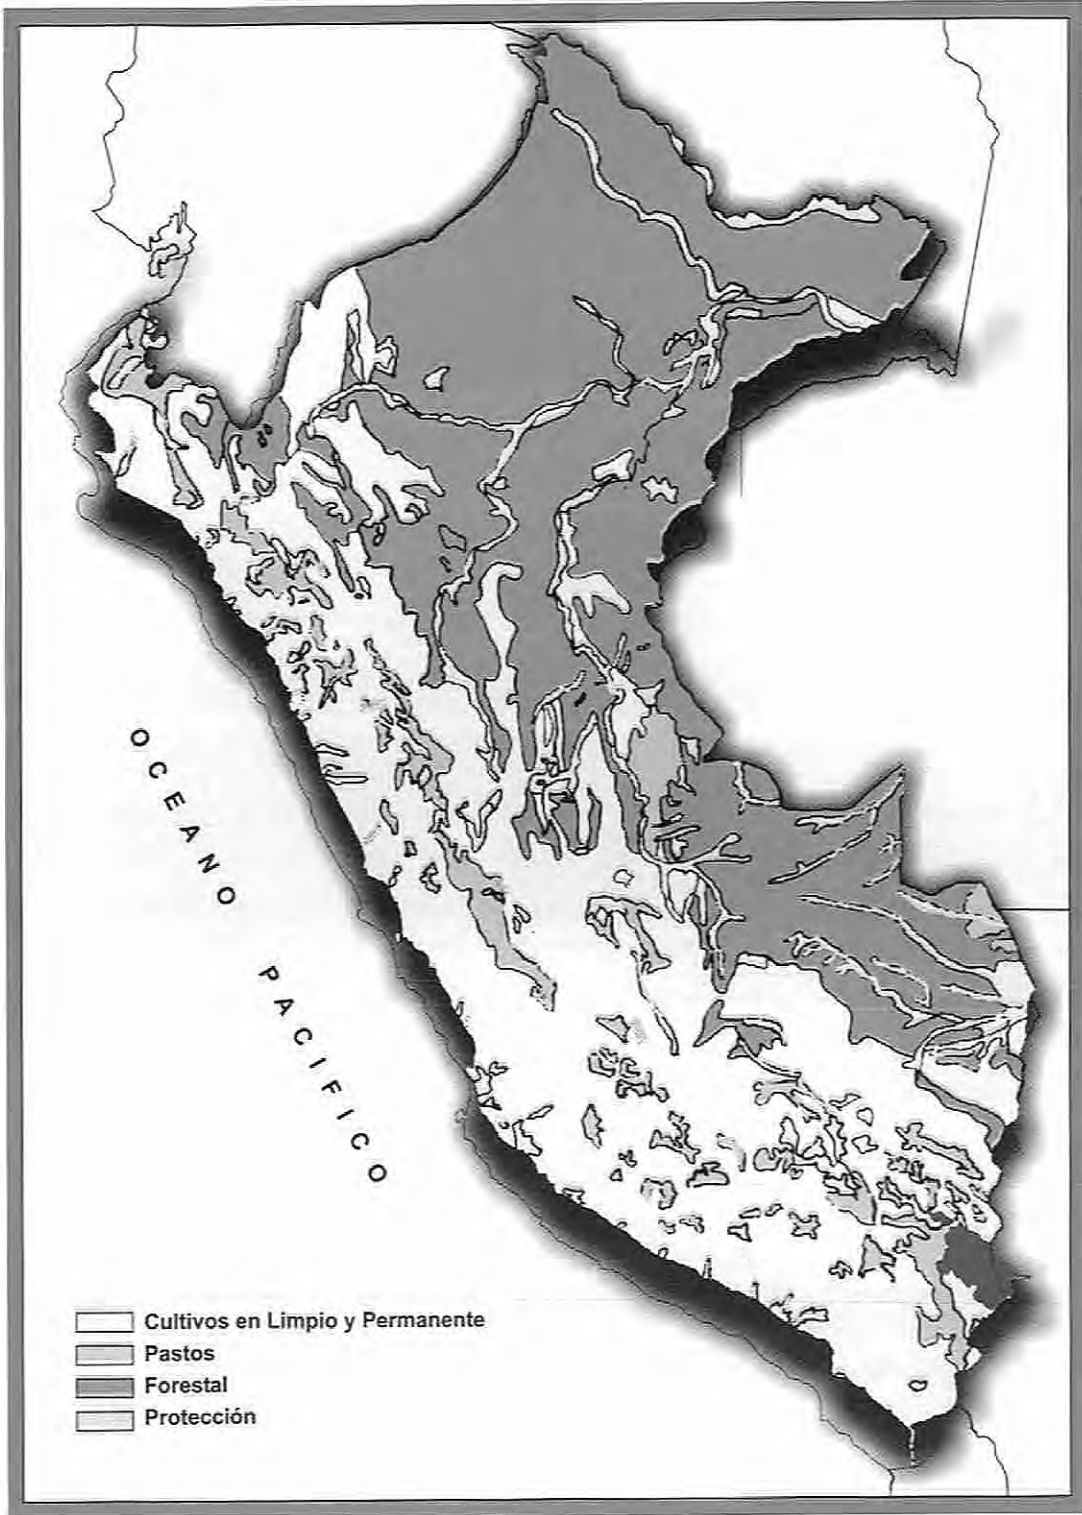 OCEANO PACIFICO
Cultivos en Limpio y Permanente
Pastos
Forestal
Protección